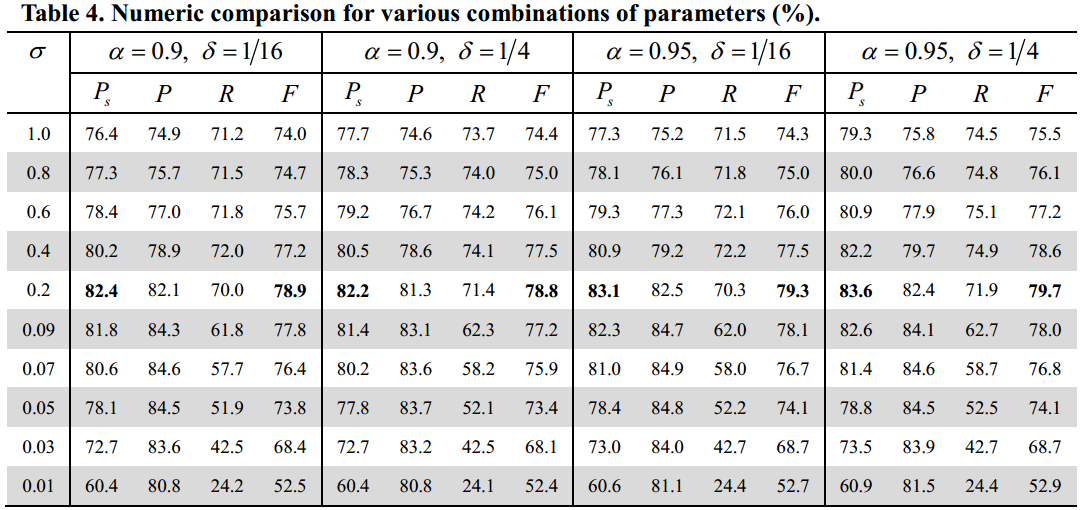 Table 4. Numeric comparison for various combinations of parameters (%).
σ α = 0.9, δ = 1/16 α = 0.9, δ = 1/4 α = 0.95, δ = 1/16 α = 0.95, δ = 1/4
Ps P R F Ps P R F Ps P R F Ps P R F
1.0 76.4 74.9 71.2 74.0 77.7 74.6 73.7 74.4 77.3 75.2 71.5 74.3 79.3 75.8 74.5 75.5
0.8 77.3 75.7 71.5 74.7 78.3 75.3 74.0 75.0 78.1 76.1 71.8 75.0 80.0 76.6 74.8 76.1
0.6 78.4 77.0 71.8 75.7 79.2 76.7 74.2 76.1 79.3 77.3 72.1 76.0 80.9 77.9 75.1 77.2
0.4 80.2 78.9 72.0 77.2 80.5 78.6 74.1 77.5 80.9 79.2 72.2 77.5 82.2 79.7 74.9 78.6
0.2 82.4 82.1 70.0 78.9 82.2 81.3 71.4 78.8 83.1 82.5 70.3 79.3 83.6 82.4 71.9 79.7
0.09 81.8 84.3 61.8 77.8 81.4 83.1 62.3 77.2 82.3 84.7 62.0 78.1 82.6 84.1 62.7 78.0
0.07 80.6 84.6 57.7 76.4 80.2 83.6 58.2 75.9 81.0 84.9 58.0 76.7 81.4 84.6 58.7 76.8
0.05 78.1 84.5 51.9 73.8 77.8 83.7 52.1 73.4 78.4 84.8 52.2 74.1 78.8 84.5 52.5 74.1
0.03 72.7 83.6 42.5 68.4 72.7 83.2 42.5 68.1 73.0 84.0 42.7 68.7 73.5 83.9 42.7 68.7
0.01 60.4 80.8 24.2 52.5 60.4 80.8 24.1 52.4 60.6 81.1 24.4 52.7 60.9 81.5 24.4 52.9